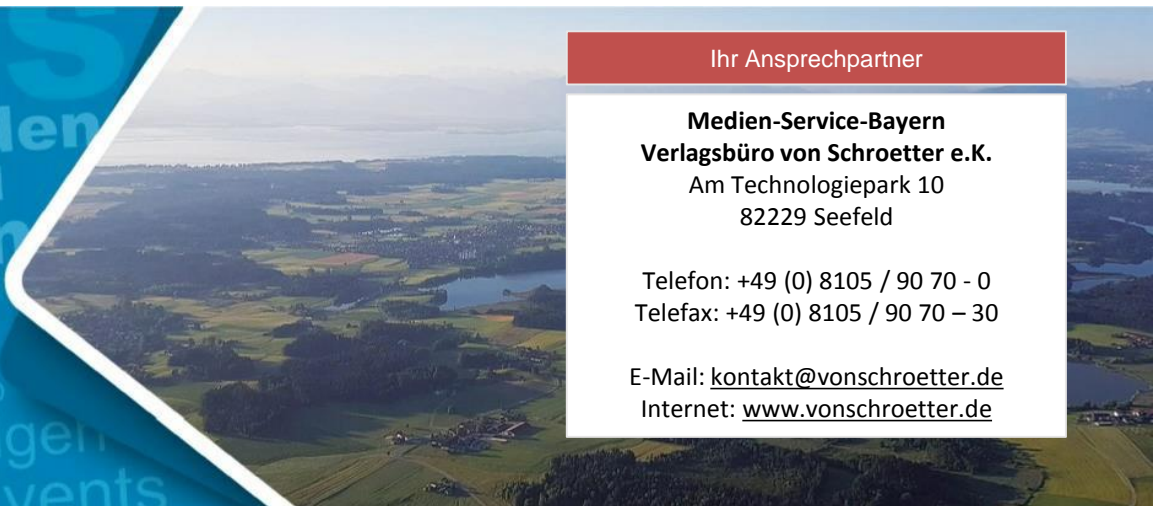 Ihr Ansprechpartner
Medien-Service-Bayern
Verlagsbüro von Schroetter e.K.
Am Technologiepark 10
82229 Seefeld
Telefon: +49 (0) 8105 / 90 70 - 0
Telefax: +49 (0) 8105 / 90 70 – 30
E-Mail: kontakt@vonschroetter.de
Internet: www.vonschroetter.de